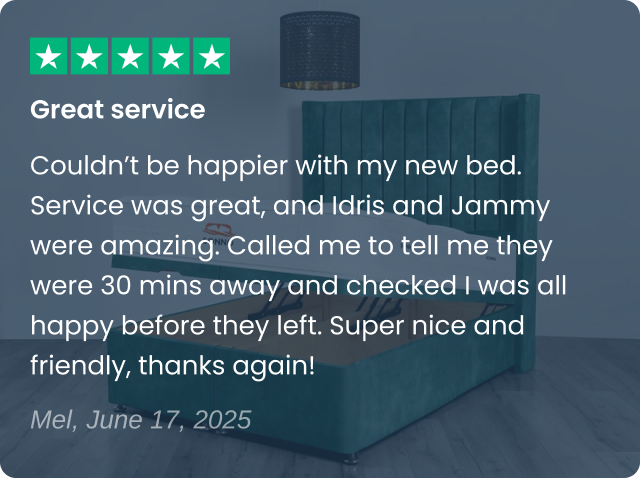 Great service
Couldn't be happier with my new bed.
Service was great, and Idris and Jammy
were amazing. Called me to tell me they
were 30 mins away and checked I was all
happy before they left. Super nice and
friendly, thanks again!
Mel, June 17, 2025